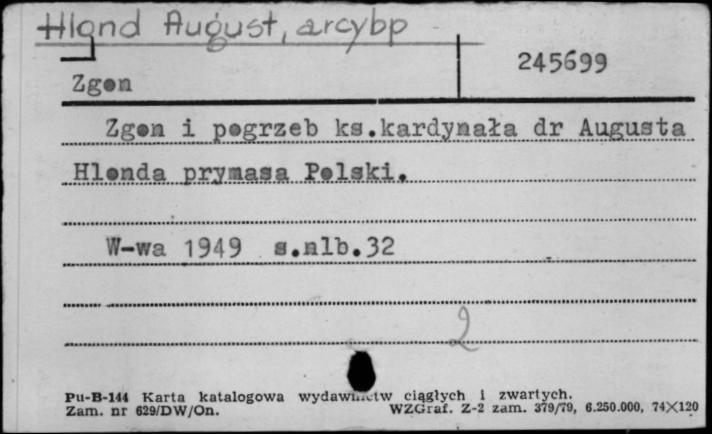 Hlond August, arcybp
245699
Zgon
Zgon i pogrzeb ks.kardynała dr Augusta
Hlonda prymasa Polski.
W-wa 1949 s.nlb.32
2
Pu-B-144 Karta katalogowa wydawnictw ciągłych i zwartych.
Zam. nr 629/DW/On. WZGraf. Z-2 zam. 379/79, 6.250.000, 74×120